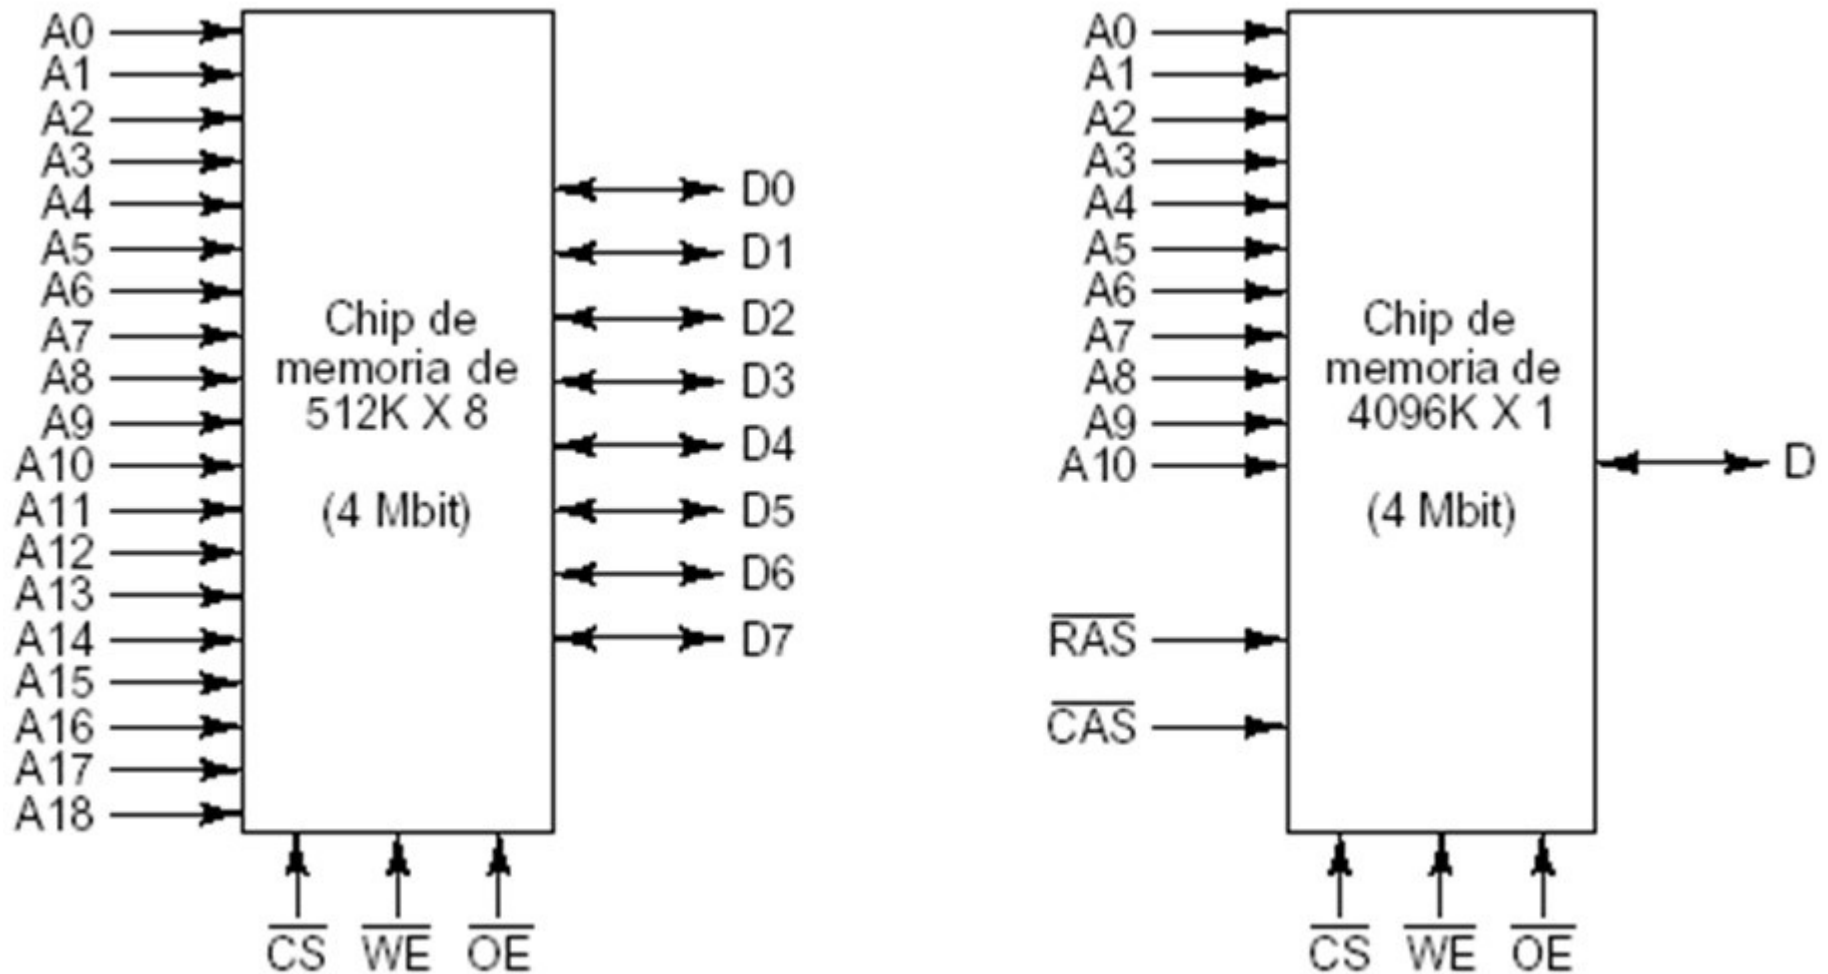 A0
A1
A2
A3
A4
A5
A6
A7
A8
A9
A10
A11
A12
A13
A14
A15
A16
A17
A18
Chip de
memoria de
512K X 8
(4 Mbit)
D0
D1
D2
D3
D4
D5
D6
D7
CS WE OE
A0
A1
A2
A3
A4
A5
A6
A7
A8
A9
A10
RAS
CAS
Chip de
memoria de
4096K X 1
(4 Mbit)
D
CS WE OE